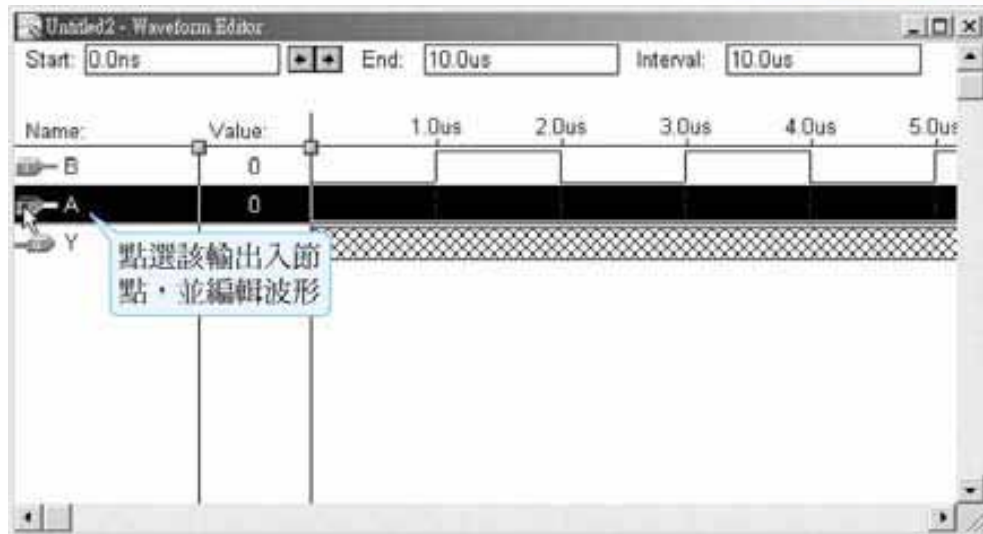 Untitled2 - Waveform Editor
Start: 0.0ns End: 10.0us Interval: 10.0us
Name: Value: 1.0us 2.0us 3.0us 4.0us 5.0us
B 0
A 0
Y
點選該輸出入節
點，並編輯波形